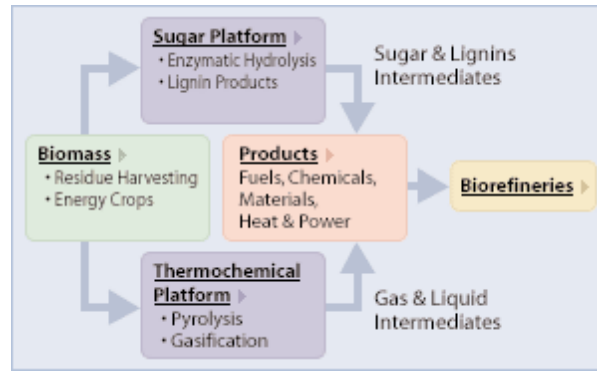 Sugar Platform
• Enzymatic Hydrolysis
• Lignin Products
Sugar & Lignins
Intermediates
Biomass
• Residue Harvesting
• Energy Crops
Products
Fuels, Chemicals,
Materials,
Heat & Power
Biorefineries
Thermochemical
Platform
• Pyrolysis
• Gasification
Gas & Liquid
Intermediates